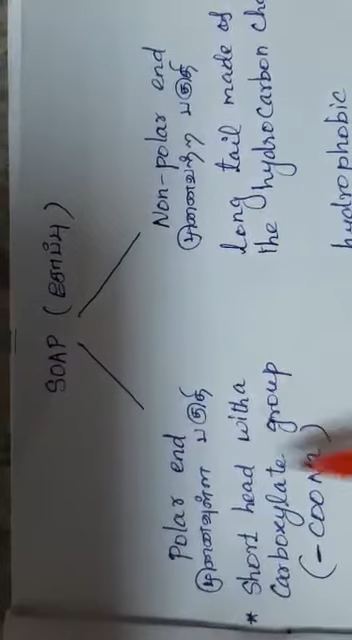 SOAP (சோப்பு)
Polar end
முனைவுள்ள பகுதி
* Short head with a
Carboxylate group
(-COO
Non-polar end
முனைவற்ற பகுதி
long tail made of
the hydrocarbon cha
hydrophobic